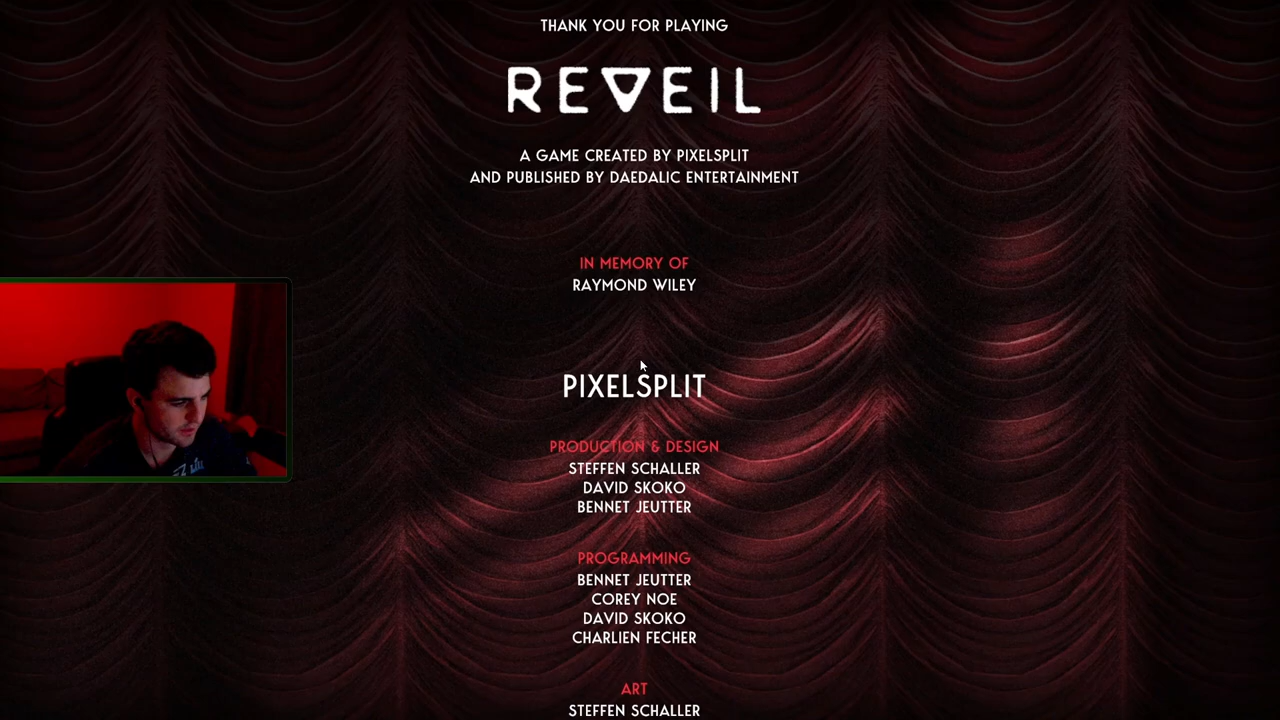 THANK YOU FOR PLAYING
REVEIL
A GAME CREATED BY PIXELSPLIT
AND PUBLISHED BY DAEDALIC ENTERTAINMENT
IN MEMORY OF
RAYMOND WILEY
PIXELSPLIT
PRODUCTION & DESIGN
STEFFEN SCHALLER
DAVID SKOKO
BENNET JEUTTER
PROGRAMMING
BENNET JEUTTER
COREY NOE
DAVID SKOKO
CHARLIEN FECHER
ART
STEFFEN SCHALLER